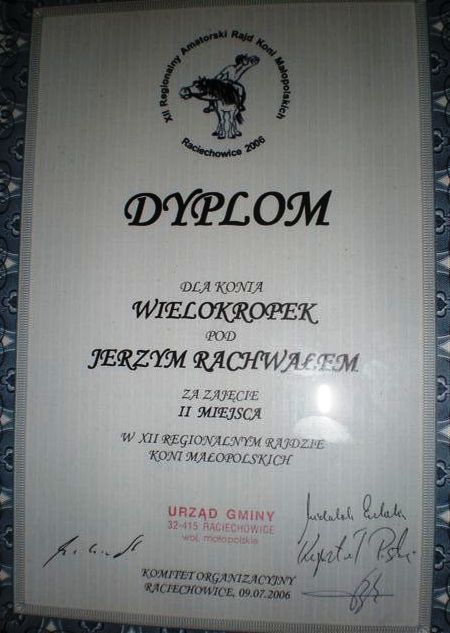 XII Regionalny Amatorski Rajd Koni Małopolskich
Raciechowice 2006
DYPLOM
DLA KONIA
WIELOKROPEK
POD
JERZYM RACHWAŁEM
ZA ZAJĘCIE
II MIEJSCA
W XII REGIONALNYM RAJDZIE
KONI MAŁOPOLSKICH
URZĄD GMINY
32-415 RACIECHOWICE
woj. małopolskie
KOMITET ORGANIZACYJNY
RACIECHOWICE, 09.07.2006